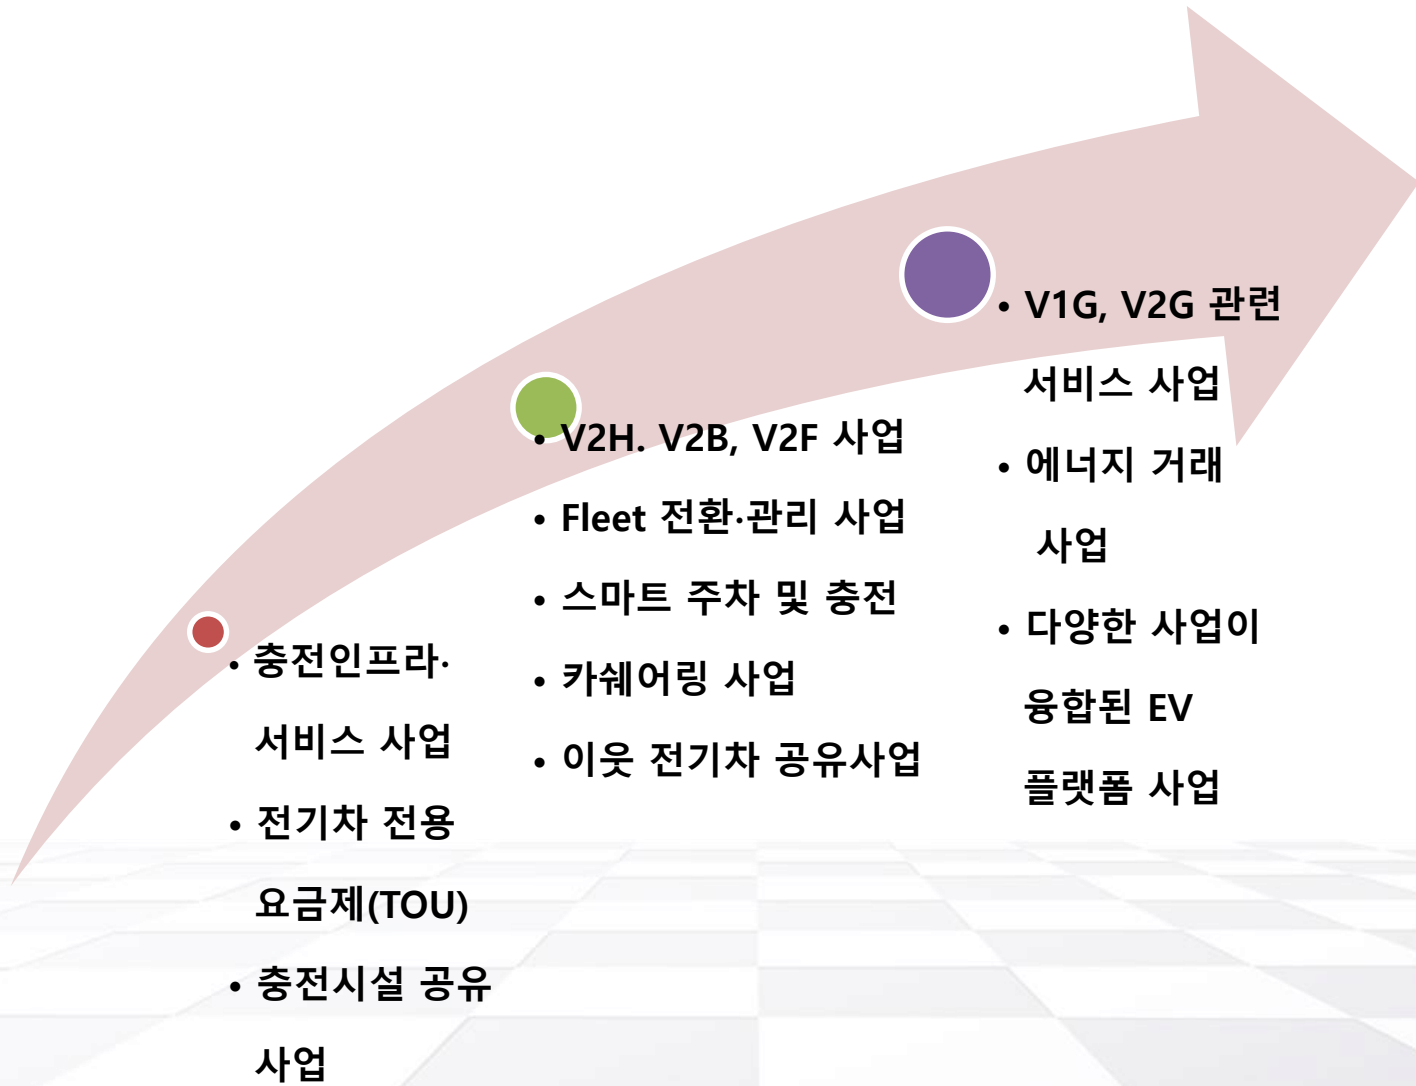 • 충전인프라·
서비스 사업
• 전기차 전용
요금제(TOU)
• 충전시설 공유
사업
• V2H. V2B, V2F 사업
• Fleet 전환·관리 사업
• 스마트 주차 및 충전
• 카쉐어링 사업
• 이웃 전기차 공유사업
• V1G, V2G 관련
서비스 사업
• 에너지 거래
사업
• 다양한 사업이
융합된 EV
플랫폼 사업